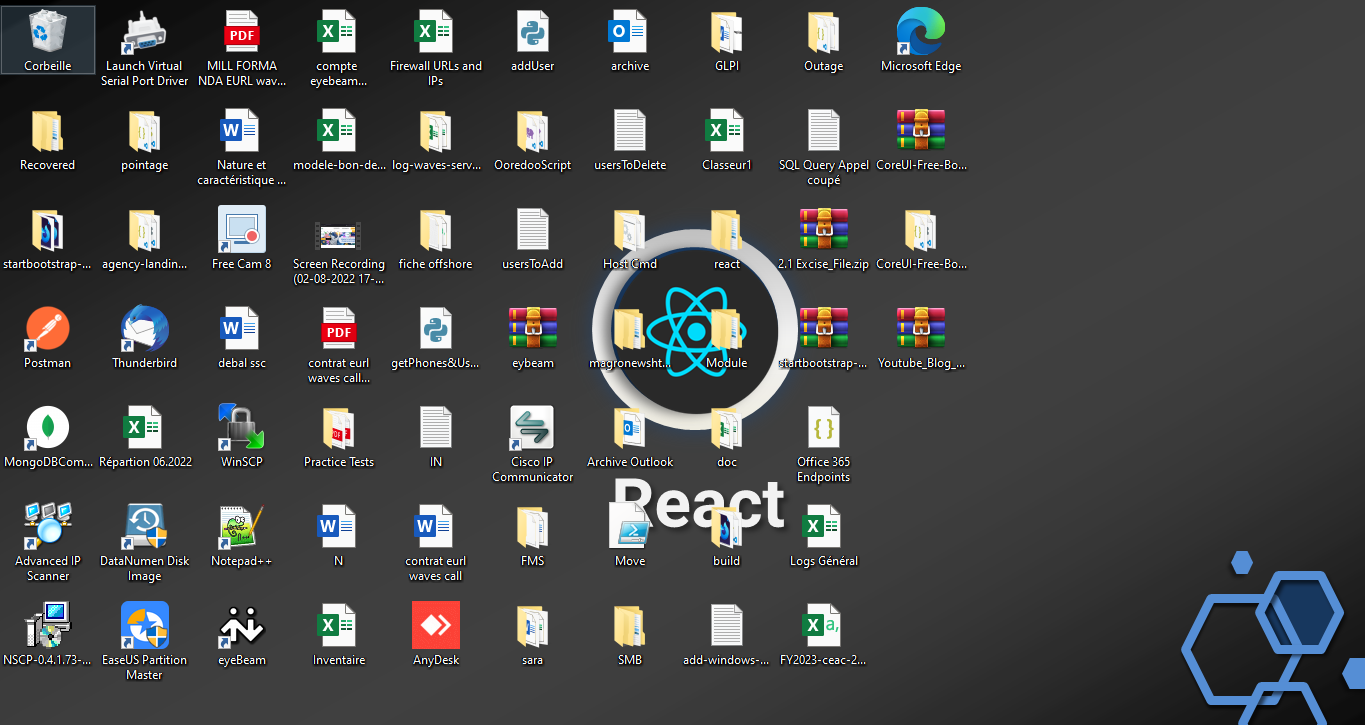 Corbeille
Launch Virtual
Serial Port Driver
MILL FORMA
NDA EURL wav...
compte
eyebeam...
Firewall URLs and
IPs
addUser
archive
GLPI
Outage
Microsoft Edge
Recovered
pointage
Nature et
caractéristique ...
modele-bon-de...
log-waves-serv...
OoredooScript
usersToDelete
Classeur1
SQL Query Appel
coupé
CoreUI-Free-Bo...
startbootstrap-...
agency-landin...
Free Cam 8
Screen Recording
(02-08-2022 17-...
fiche offshore
usersToAdd
Host Cmd
react
2.1 Excise_File.zip
CoreUI-Free-Bo...
Postman
Thunderbird
debal ssc
contrat eurl
waves call...
getPhones&Us...
eybeam
magronewsht...
Module
startbootstrap-...
Youtube_Blog_...
MongoDBCom...
Répartion 06.2022
WinSCP
Practice Tests
IN
Cisco IP
Communicator
Archive Outlook
doc
Office 365
Endpoints
React
Advanced IP
Scanner
DataNumen Disk
Image
Notepad++
N
contrat eurl
waves call
FMS
Move
build
Logs Général
NSCP-0.4.1.73-...
EaseUS Partition
Master
eyeBeam
Inventaire
AnyDesk
sara
SMB
add-windows-...
FY2023-ceac-2...